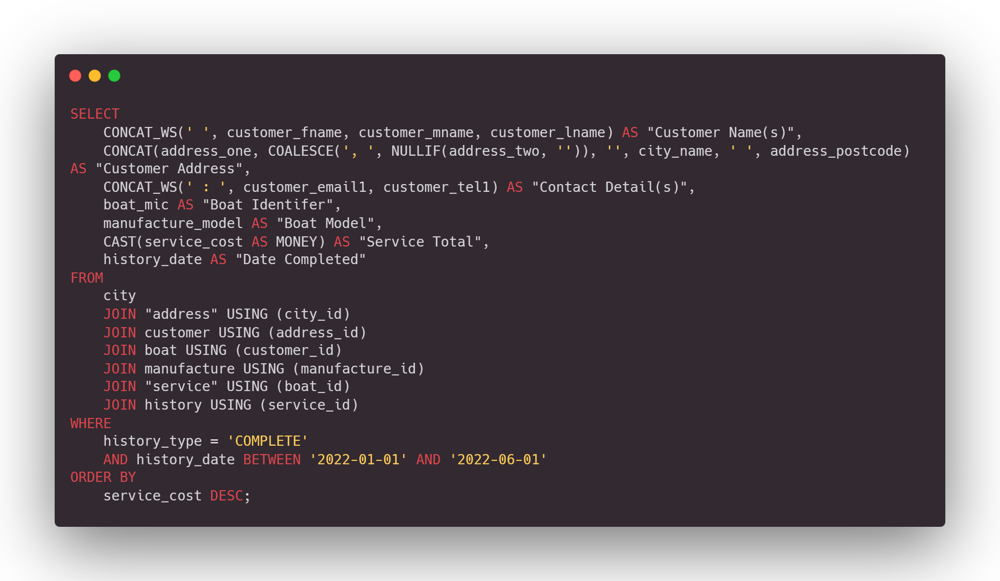 SELECT
    CONCAT_WS(' ', customer_fname, customer_mname, customer_lname) AS "Customer Name(s)",
    CONCAT(address_one, COALESCE(', ', NULLIF(address_two, '')), '', city_name, ' ', address_postcode)
AS "Customer Address",
    CONCAT_WS(' : ', customer_email1, customer_tel1) AS "Contact Detail(s)",
    boat_mic AS "Boat Identifer",
    manufacture_model AS "Boat Model",
    CAST(service_cost AS MONEY) AS "Service Total",
    history_date AS "Date Completed"
FROM
    city
    JOIN "address" USING (city_id)
    JOIN customer USING (address_id)
    JOIN boat USING (customer_id)
    JOIN manufacture USING (manufacture_id)
    JOIN "service" USING (boat_id)
    JOIN history USING (service_id)
WHERE
    history_type = 'COMPLETE'
    AND history_date BETWEEN '2022-01-01' AND '2022-06-01'
ORDER BY
    service_cost DESC;